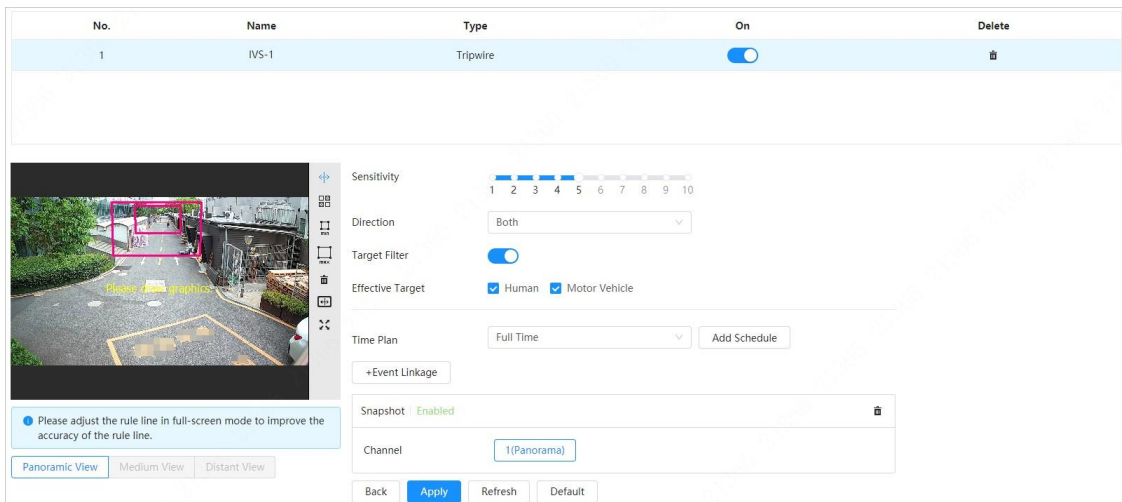 No. Name Type On Delete
1 IVS-1 Tripwire
Sensitivity
1 2 3 4 5 6 7 8 9 10
min
Direction Both
max
Target Filter
Effective Target Human Motor Vehicle
Please draw graphics
Time Plan Full Time Add Schedule
+Event Linkage
Snapshot Enabled
Please adjust the rule line in full-screen mode to improve the
accuracy of the rule line.
Channel 1(Panorama)
Panoramic View Medium View Distant View
Back Apply Refresh Default